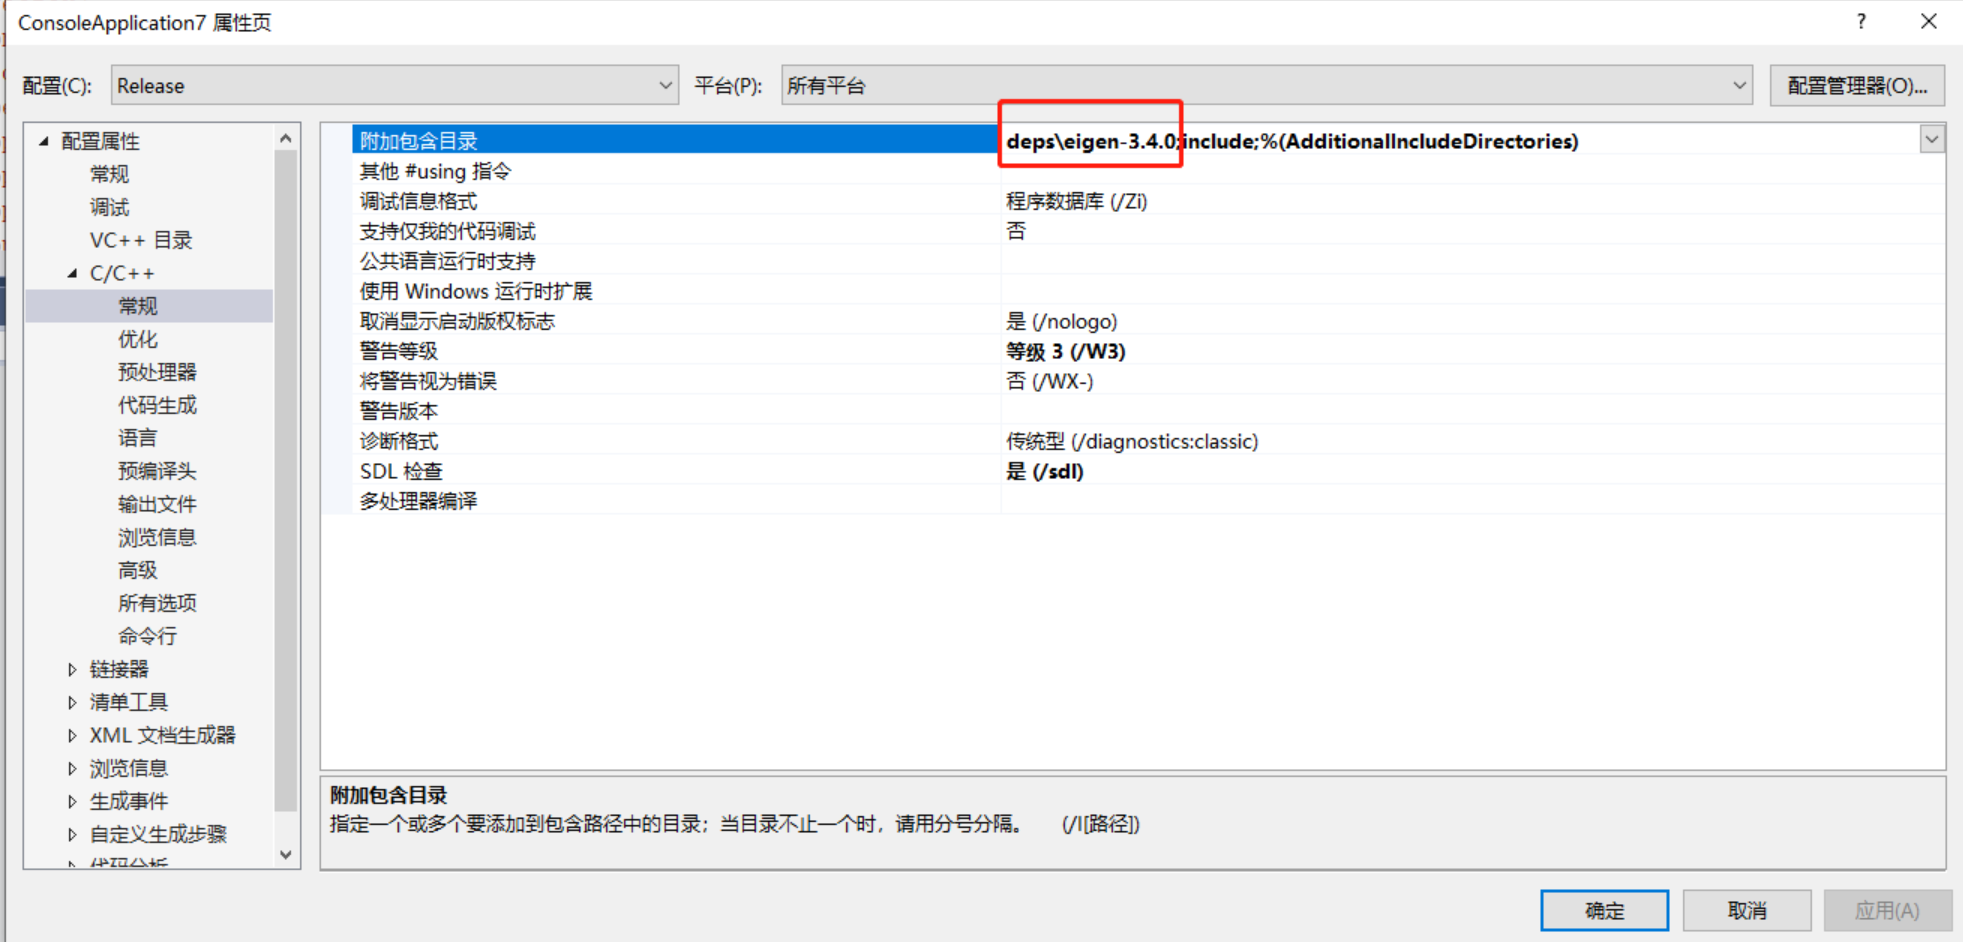 ConsoleApplication7 属性页
?
配置(C):
Release
平台(P):
所有平台
配置管理器(O)...
配置属性
常规
调试
VC++ 目录
C/C++
常规
优化
预处理器
代码生成
语言
预编译头
输出文件
浏览信息
高级
所有选项
命令行
链接器
清单工具
XML 文档生成器
浏览信息
生成事件
自定义生成步骤
代码分析
附加包含目录 deps\eigen-3.4.0;include;%(AdditionalIncludeDirectories)
其他 #using 指令
调试信息格式 程序数据库 (/Zi)
支持仅我的代码调试 否
公共语言运行时支持
使用 Windows 运行时扩展
取消显示启动版权标志 是 (/nologo)
警告等级 等级 3 (/W3)
将警告视为错误 否 (/WX-)
警告版本
诊断格式 传统型 (/diagnostics:classic)
SDL 检查 是 (/sdl)
多处理器编译
附加包含目录
指定一个或多个要添加到包含路径中的目录；当目录不止一个时，请用分号分隔。 (/I[路径])
确定
取消
应用(A)